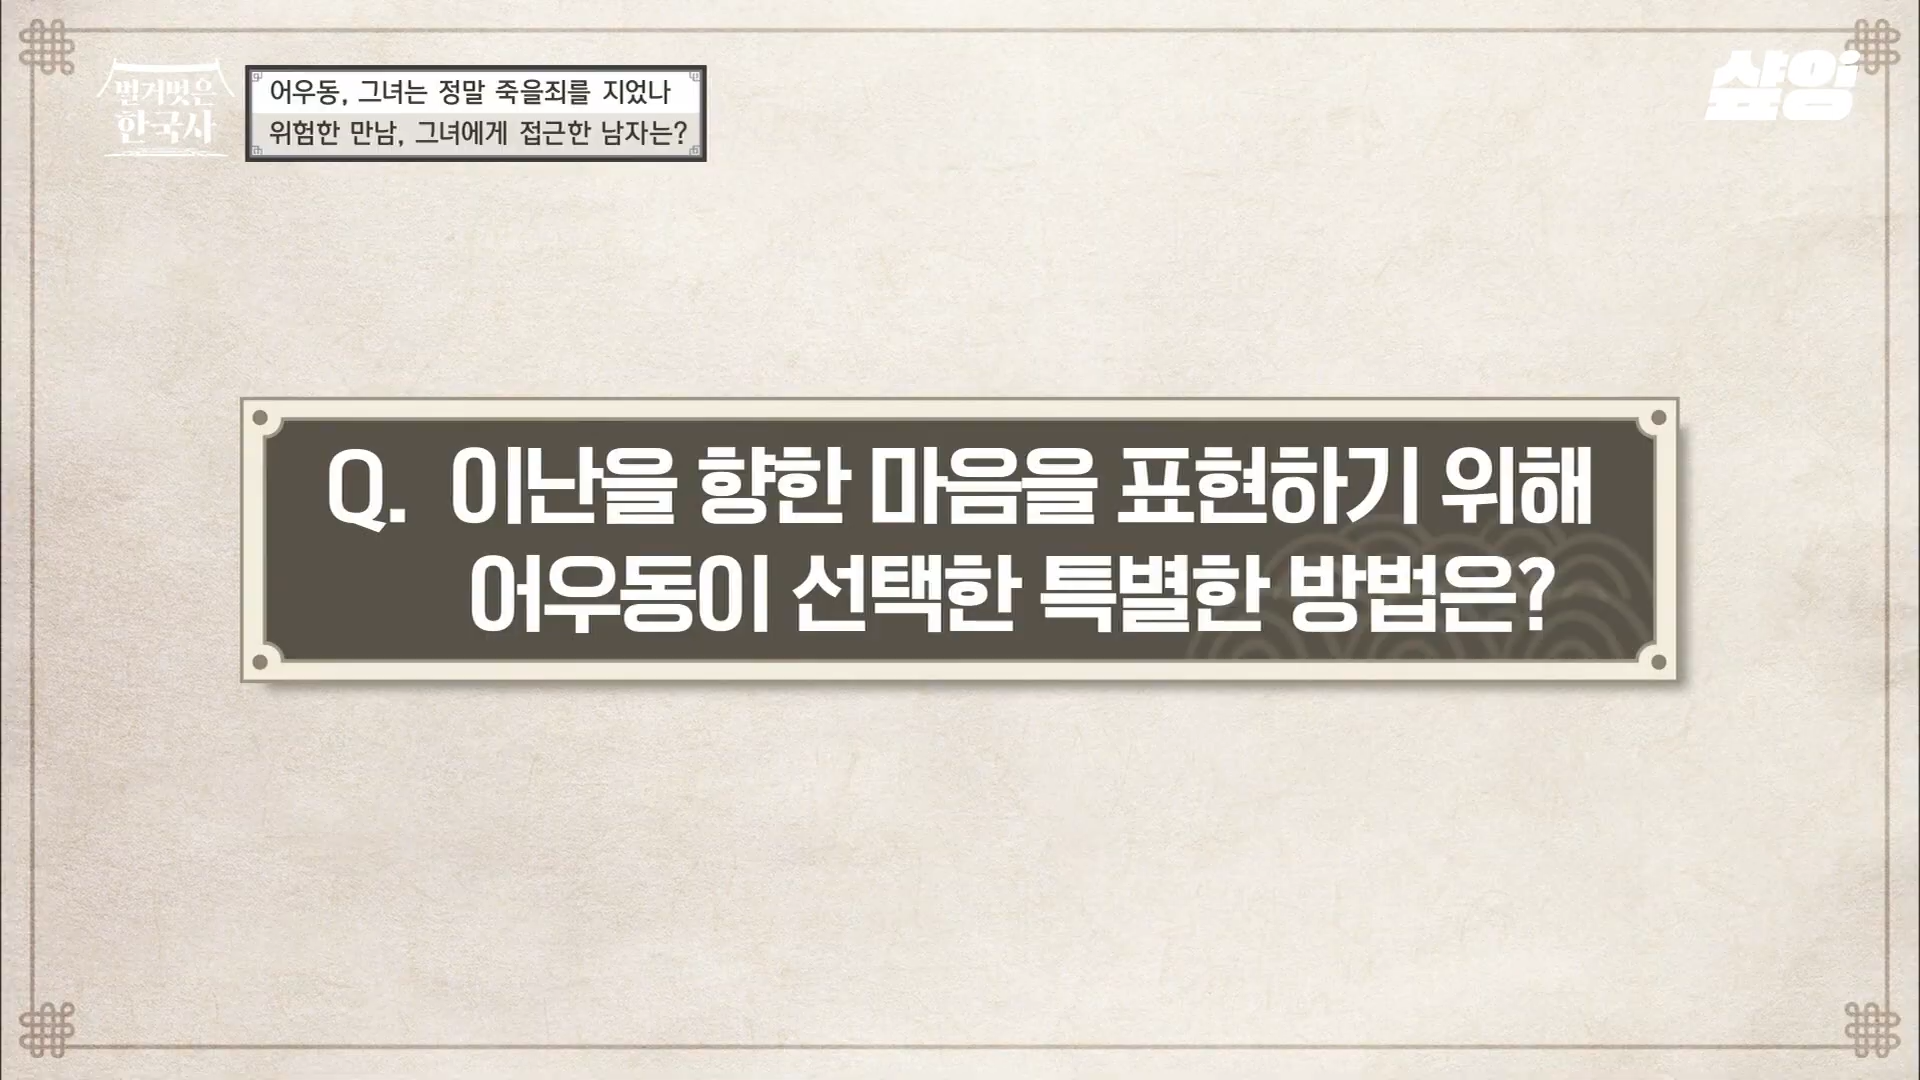 벌거벗은
한국사
어우동, 그녀는 정말 죽을죄를 지었나
위험한 만남, 그녀에게 접근한 남자는?
샾잉
Q. 이난을 향한 마음을 표현하기 위해
어우동이 선택한 특별한 방법은?